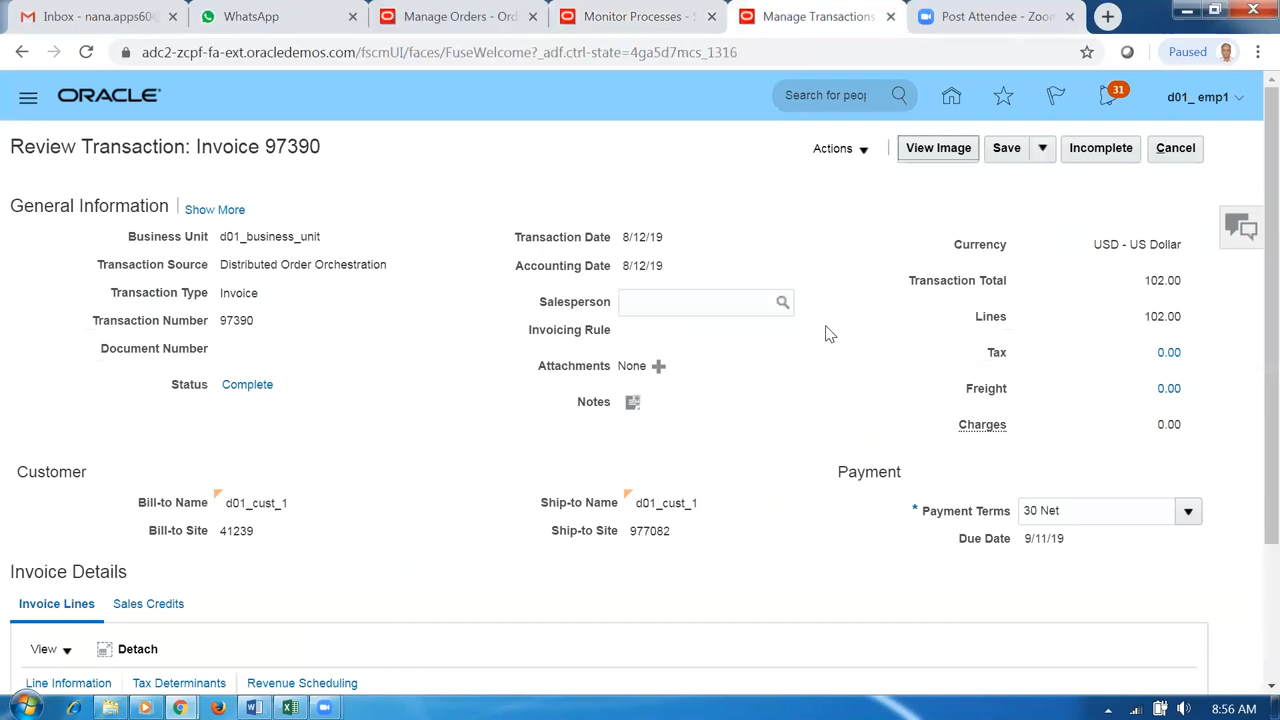 Inbox - nana.apps60
WhatsApp
Manage Order
Monitor Processes - S
Manage Transactions
Zoom
adc2-zcpf-fa-ext.oracledemos.com/fscmUI/faces/FuseWelcome?_adf.ctrl-state=4ga5d7mcs_1316
Paused
ORACLE
Search for peop
31
d01_ emp1
Review Transaction: Invoice 97390
Actions
View Image
Save
Incomplete
Cancel
General Information
Show More
Business Unit d01_business_unit
Transaction Source Distributed Order Orchestration
Transaction Type Invoice
Transaction Number 97390
Document Number
Status Complete
Transaction Date 8/12/19
Accounting Date 8/12/19
Salesperson
Invoicing Rule
Attachments None
Notes
Currency USD - US Dollar
Transaction Total 102.00
Lines 102.00
Tax 0.00
Freight 0.00
Charges 0.00
Customer
Bill-to Name d01_cust_1
Bill-to Site 41239
Ship-to Name d01_cust_1
Ship-to Site 977082
Payment
* Payment Terms 30 Net
Due Date 9/11/19
Invoice Details
Invoice Lines Sales Credits
View Detach
Line Information Tax Determinants Revenue Scheduling
8:56 AM